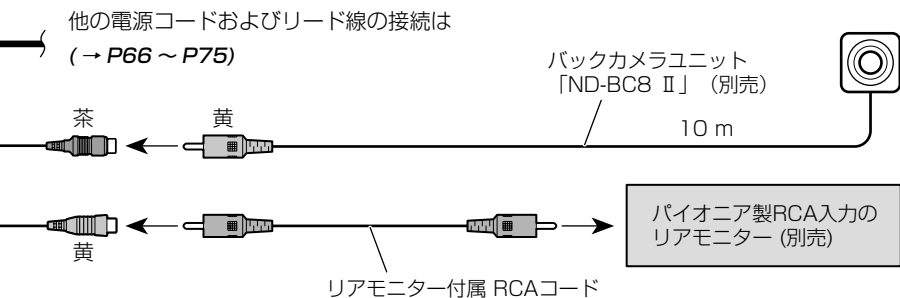 他の電源コードおよびリード線の接続は
(→ P66 ～ P75)
バックカメラユニット
「ND-BC8 Ⅱ」（別売）
10 m
茶
黄
黄
パイオニア製RCA入力の
リアモニター (別売)
リアモニター付属 RCAコード